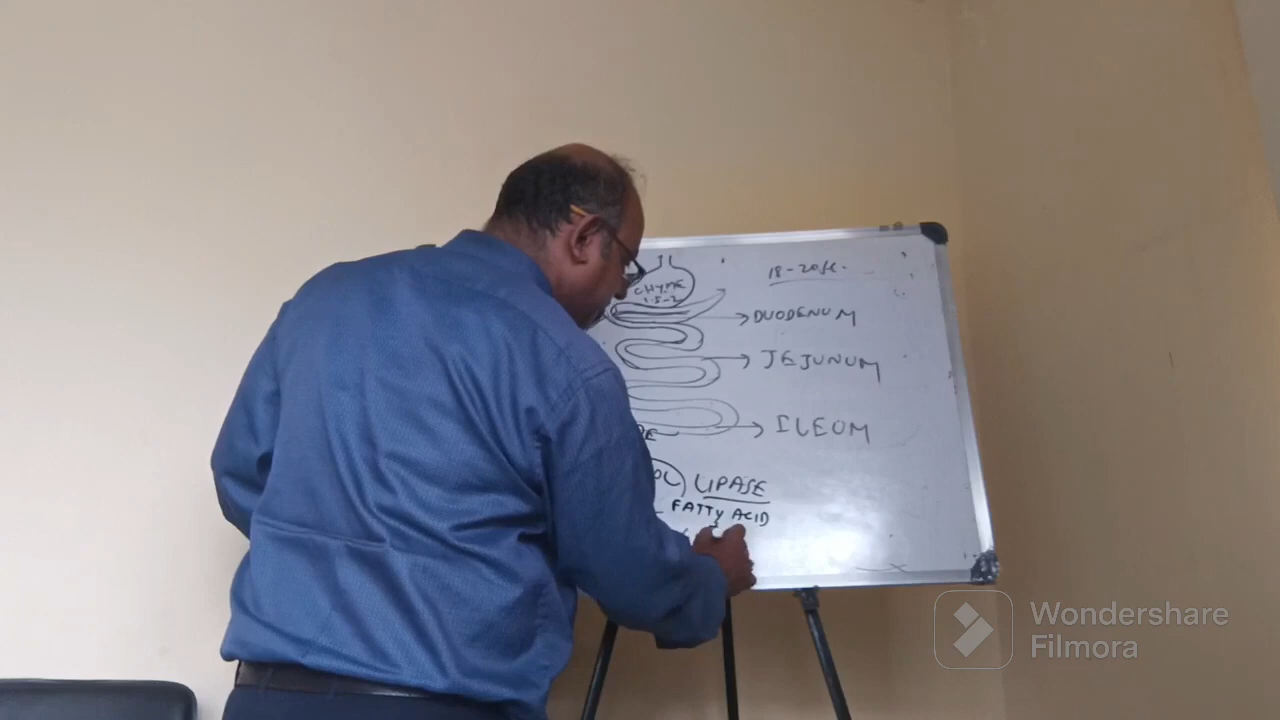 18-20ft.
CHYME
1.5-2
DUODENUM
JEJUNUM
ILEUM
LIPASE
FATTY ACID
Wondershare
Filmora